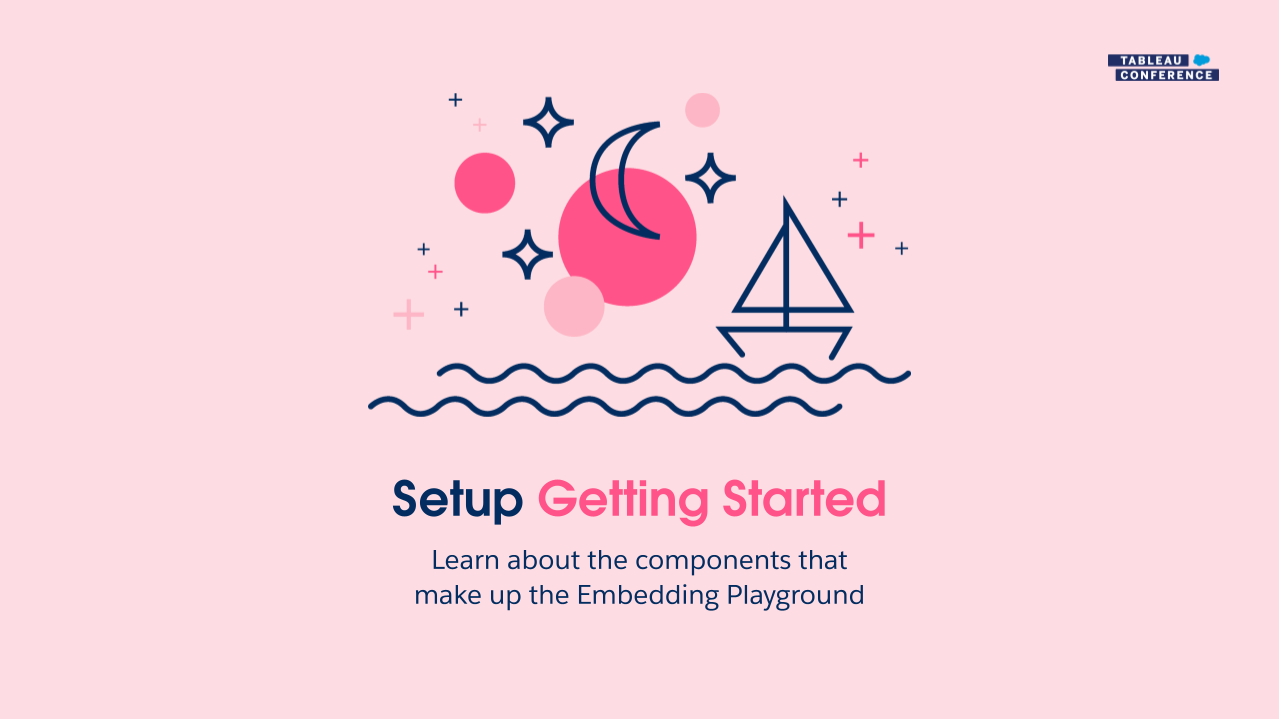 TABLEAU
CONFERENCE
Setup Getting Started
Learn about the components that
make up the Embedding Playground